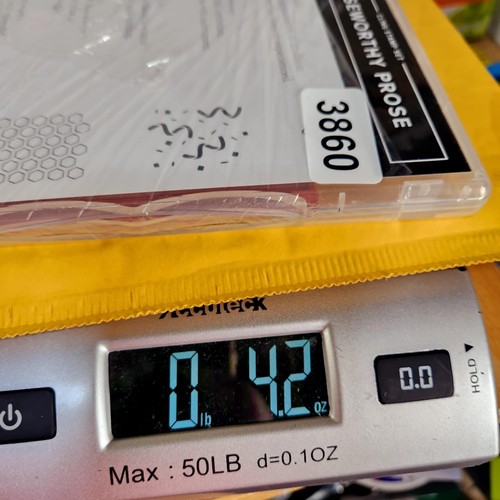 SEWORTHY PROSE
3860
Accuteck
0 lb 4.2 oz
0.0
HOLD
Max : 50LB d=0.1OZ